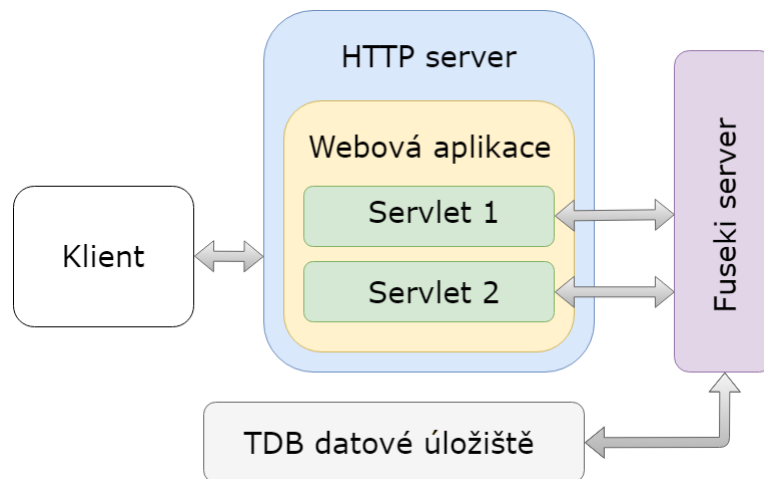 HTTP server
Webová aplikace
Servlet 1
Servlet 2
Klient
Fuseki server
TDB datové úložiště